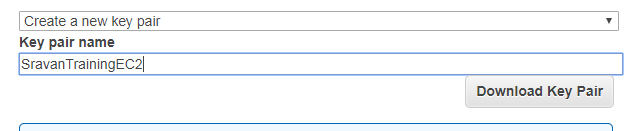 Create a new key pair
Key pair name
SravanTrainingEC2
Download Key Pair